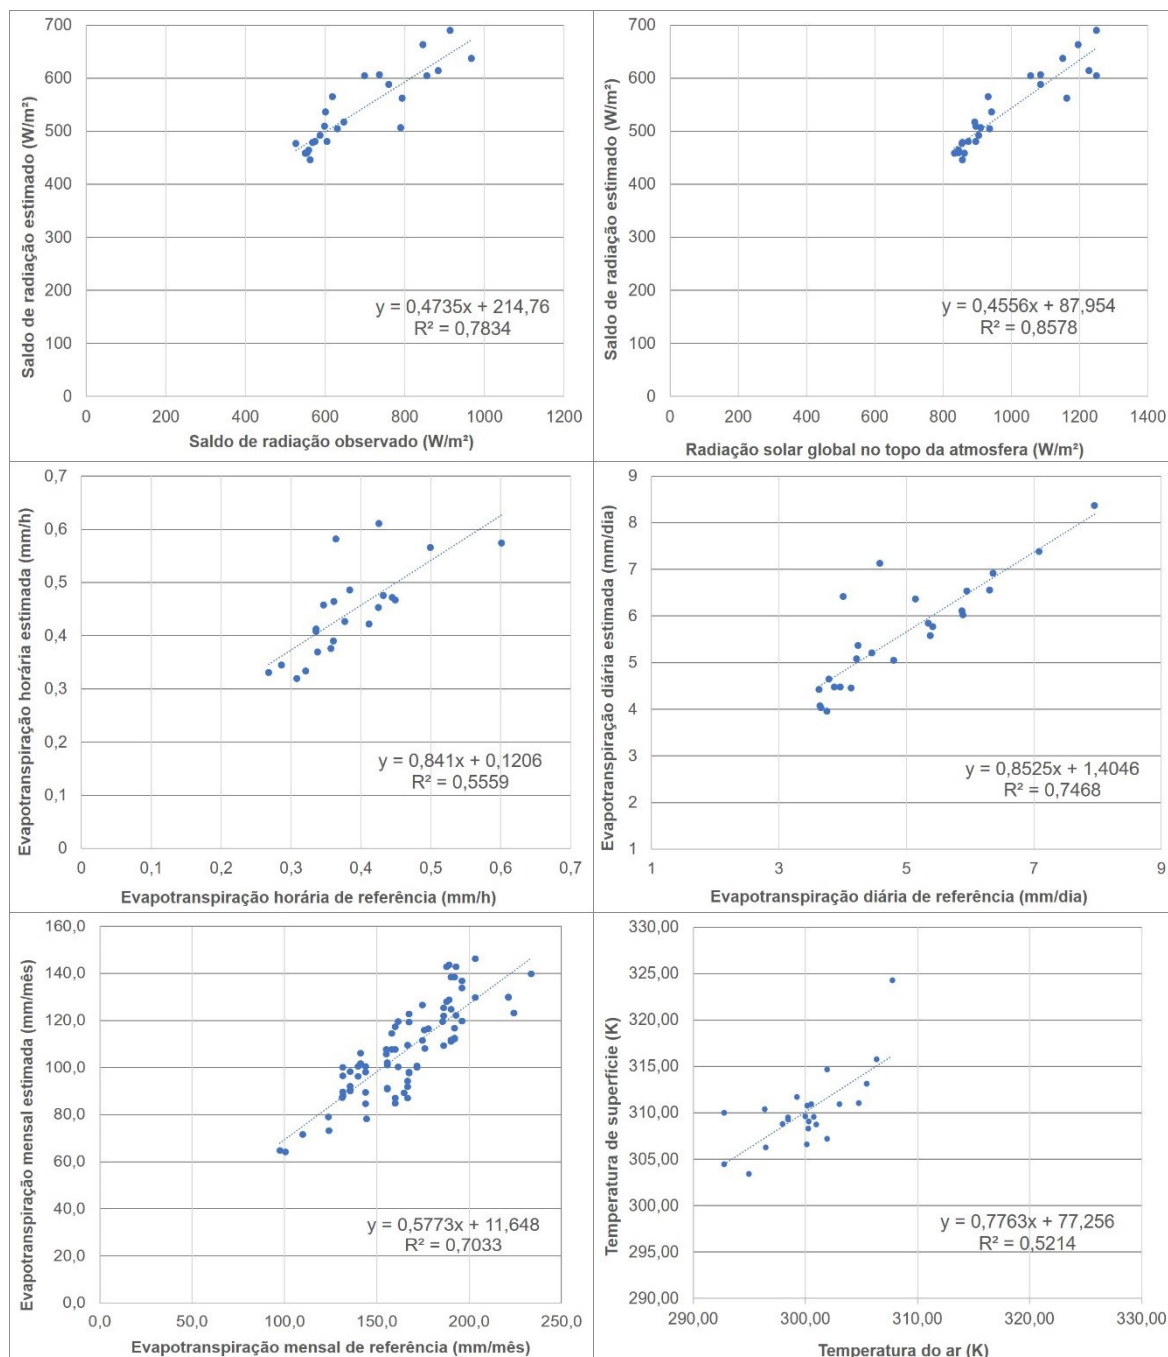 700
600
500
400
300
200
100
0
Saldo de radiação estimado (W/m²)
y = 0,4735x + 214,76
R² = 0,7834
0 200 400 600 800 1000 1200
Saldo de radiação observado (W/m²)
700
600
500
400
300
200
100
0
Saldo de radiação estimado (W/m²)
y = 0,4556x + 87,954
R² = 0,8578
0 200 400 600 800 1000 1200 1400
Radiação solar global no topo da atmosfera (W/m²)
0,7
0,6
0,5
0,4
0,3
0,2
0,1
0
Evapotranspiração horária estimada (mm/h)
y = 0,841x + 0,1206
R² = 0,5559
0 0,1 0,2 0,3 0,4 0,5 0,6 0,7
Evapotranspiração horária de referência (mm/h)
9
8
7
6
5
4
3
2
1
Evapotranspiração diária estimada (mm/dia)
y = 0,8525x + 1,4046
R² = 0,7468
1 3 5 7 9
Evapotranspiração diária de referência (mm/dia)
160,0
140,0
120,0
100,0
80,0
60,0
40,0
20,0
0,0
Evapotranspiração mensal estimada (mm/mês)
y = 0,5773x + 11,648
R² = 0,7033
0,0 50,0 100,0 150,0 200,0 250,0
Evapotranspiração mensal de referência (mm/mês)
330,00
325,00
320,00
315,00
310,00
305,00
300,00
295,00
290,00
Temperatura de superfície (K)
y = 0,7763x + 77,256
R² = 0,5214
290,00 300,00 310,00 320,00 330,00
Temperatura do ar (K)